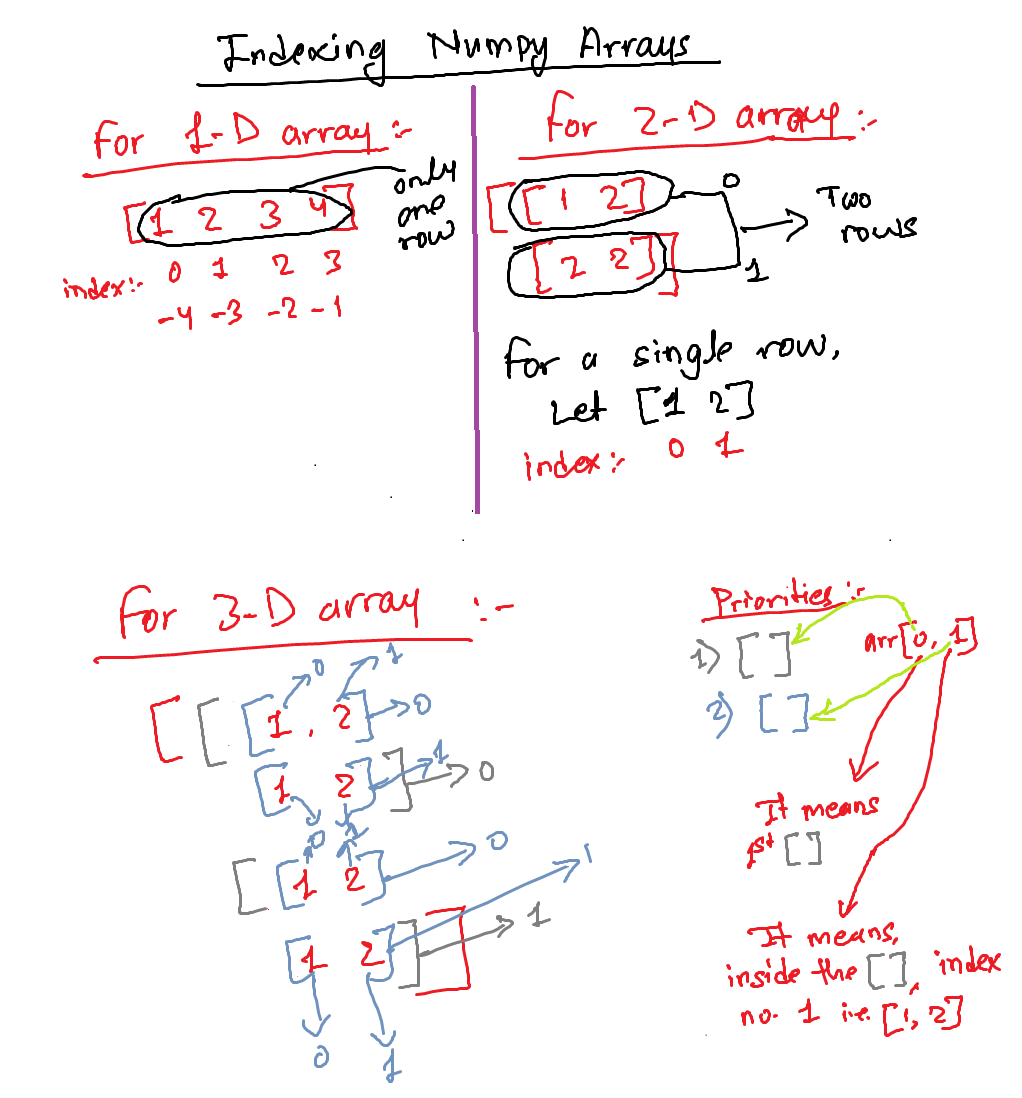 Indexing Numpy Arrays
for 1-D array :-
[1 2 3 4]
only
one
row
index:- 0 1 2 3
-4 -3 -2 -1
for 2-D array :-
[[1 2]
0
[2 2]]
1
Two
rows
for a single row,
Let [1 2]
index:- 0 1
for 3-D array :-
0 1
[[[1, 2]
0
[1 2]]
1
0
0 1
[[1 2]
0
1
[1 2]]]
1
0 1
Priorities :-
1) []
arr[0, 1]
2) []
It means
1st []
It means,
inside the [], index
no. 1 i.e. [1, 2]